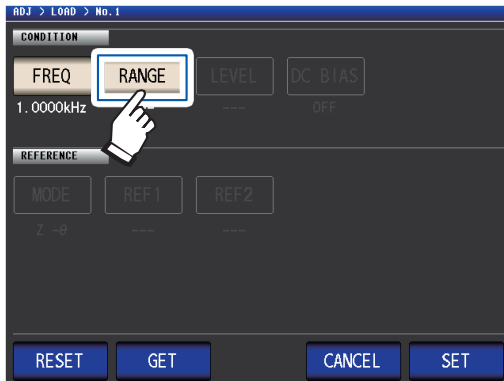 ADJ > LOAD > No.1
CONDITION
FREQ RANGE LEVEL DC BIAS
1.0000kHz --- OFF
REFERENCE
MODE REF1 REF2
Z -θ --- ---
RESET GET CANCEL SET